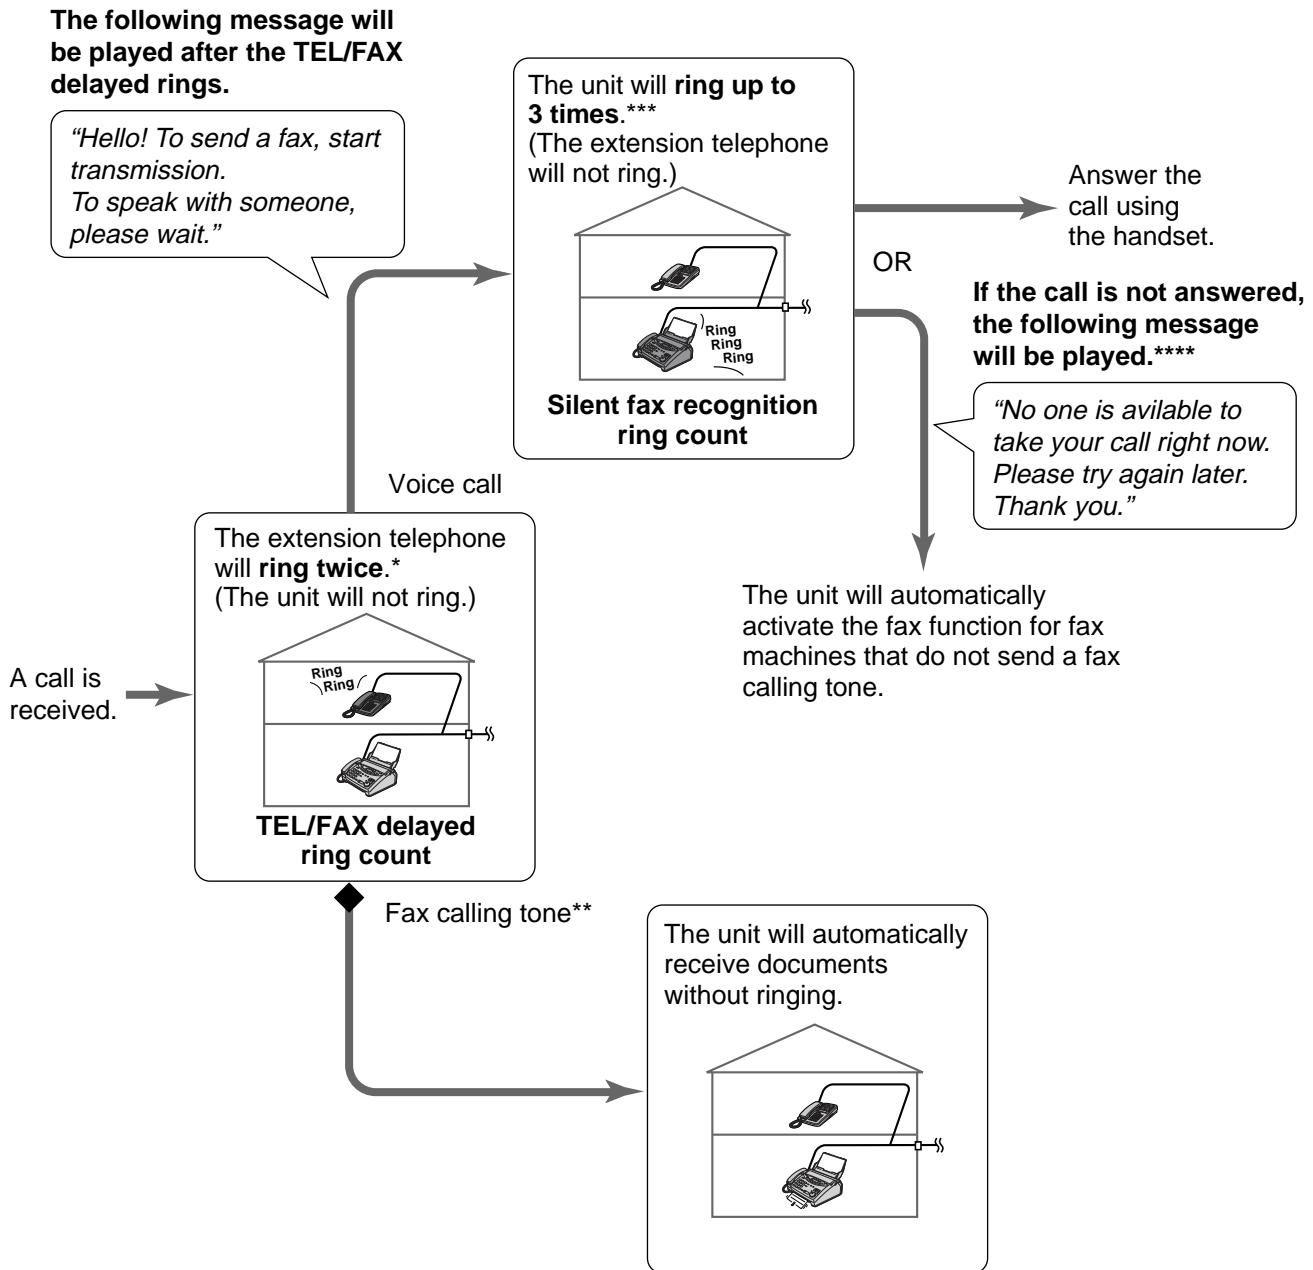 The following message will
be played after the TEL/FAX
delayed rings.
“Hello! To send a fax, start
transmission.
To speak with someone,
please wait.”
The unit will ring up to
3 times.***
(The extension telephone
will not ring.)
Ring
Ring
Ring
Silent fax recognition
ring count
Answer the
call using
the handset.
OR
If the call is not answered,
the following message
will be played.****
“No one is avilable to
take your call right now.
Please try again later.
Thank you.”
The unit will automatically
activate the fax function for fax
machines that do not send a fax
calling tone.
Voice call
The extension telephone
will ring twice.*
(The unit will not ring.)
Ring
Ring
TEL/FAX delayed
ring count
A call is
received.
Fax calling tone**
The unit will automatically
receive documents
without ringing.